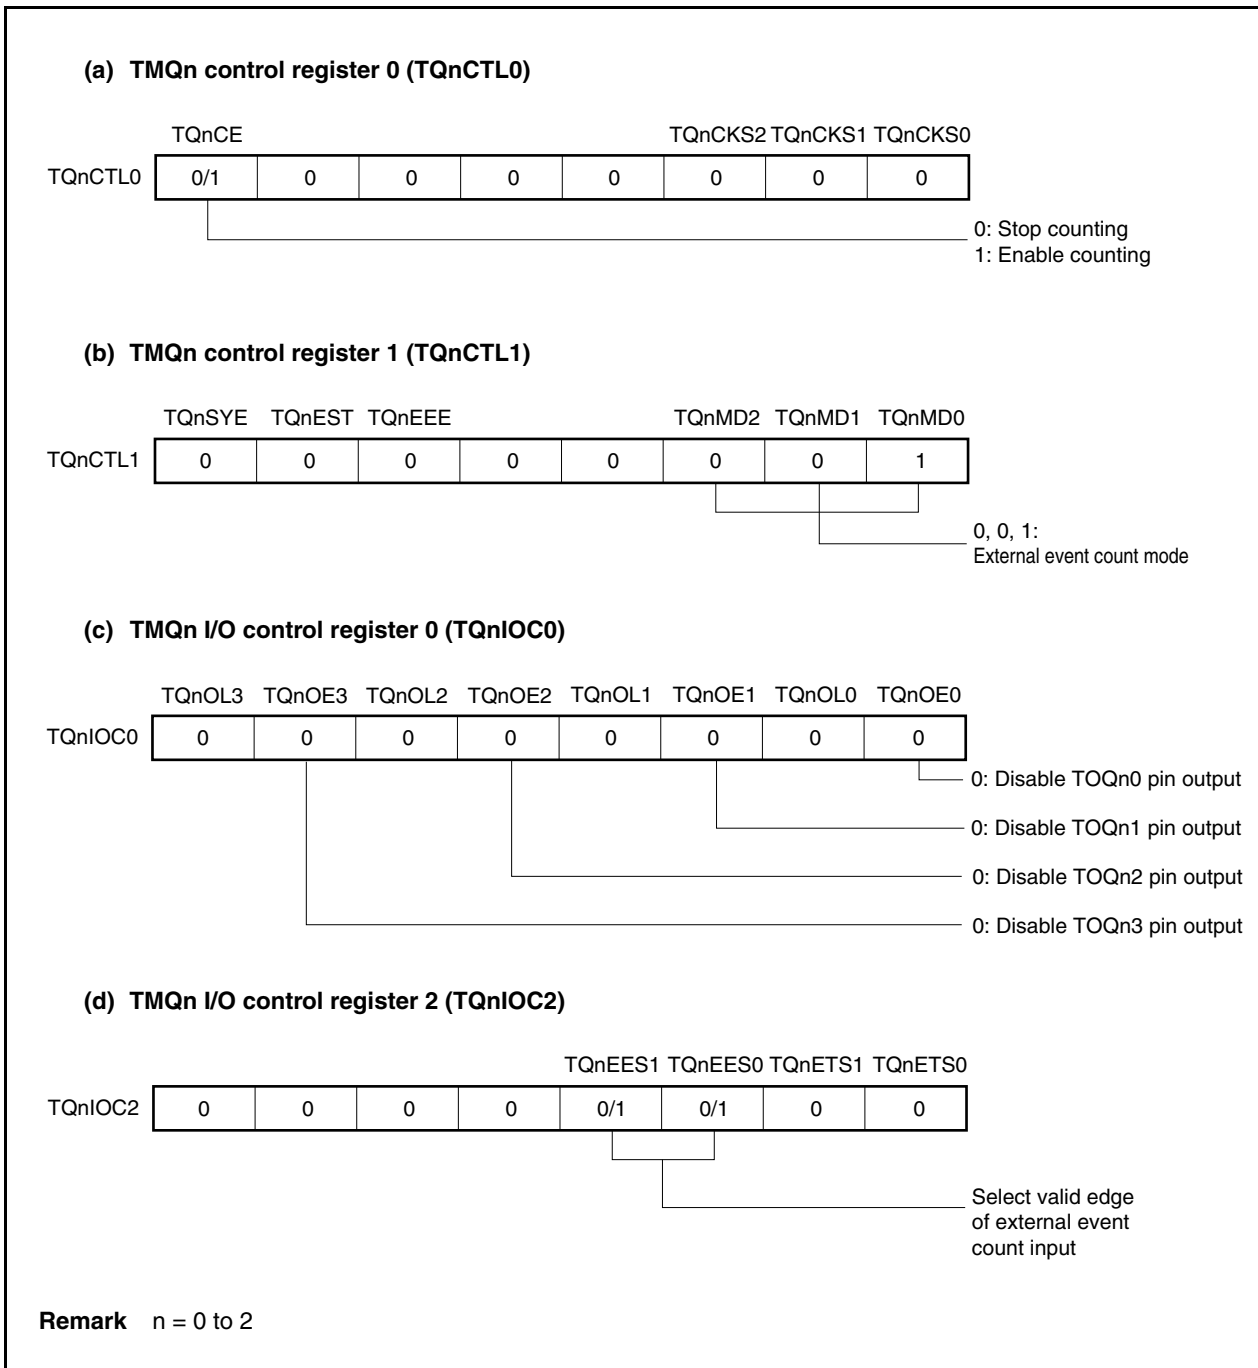 (a) TMQn control register 0 (TQnCTL0)
TQnCE TQnCKS2 TQnCKS1 TQnCKS0
TQnCTL0 0/1 0 0 0 0 0 0 0
0: Stop counting
1: Enable counting
(b) TMQn control register 1 (TQnCTL1)
TQnSYE TQnEST TQnEEE TQnMD2 TQnMD1 TQnMD0
TQnCTL1 0 0 0 0 0 0 0 1
0, 0, 1:
External event count mode
(c) TMQn I/O control register 0 (TQnIOC0)
TQnOL3 TQnOE3 TQnOL2 TQnOE2 TQnOL1 TQnOE1 TQnOL0 TQnOE0
TQnIOC0 0 0 0 0 0 0 0 0
0: Disable TOQn0 pin output
0: Disable TOQn1 pin output
0: Disable TOQn2 pin output
0: Disable TOQn3 pin output
(d) TMQn I/O control register 2 (TQnIOC2)
TQnEES1 TQnEES0 TQnETS1 TQnETS0
TQnIOC2 0 0 0 0 0/1 0/1 0 0
Select valid edge
of external event
count input
Remark n = 0 to 2